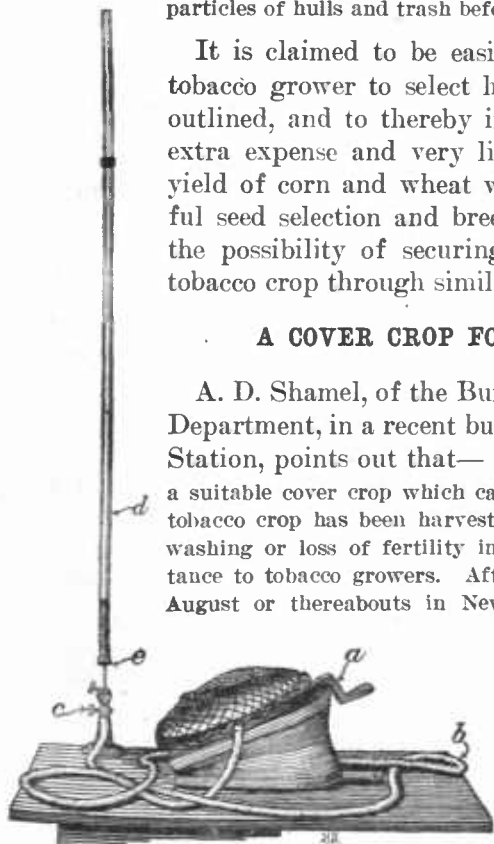 particles of hulls and trash befo
It is claimed to be easi
tobacco grower to select h
outlined, and to thereby i
extra expense and very li
yield of corn and wheat v
ful seed selection and bree
the possibility of securing
tobacco crop through simil
A COVER CROP FO
A. D. Shamel, of the Bu
Department, in a recent bu
Station, points out that—
a suitable cover crop which ca
tobacco crop has been harvest
washing or loss of fertility in
tance to tobacco growers. Aft
August or thereabouts in Nev
d
e
a
c
b